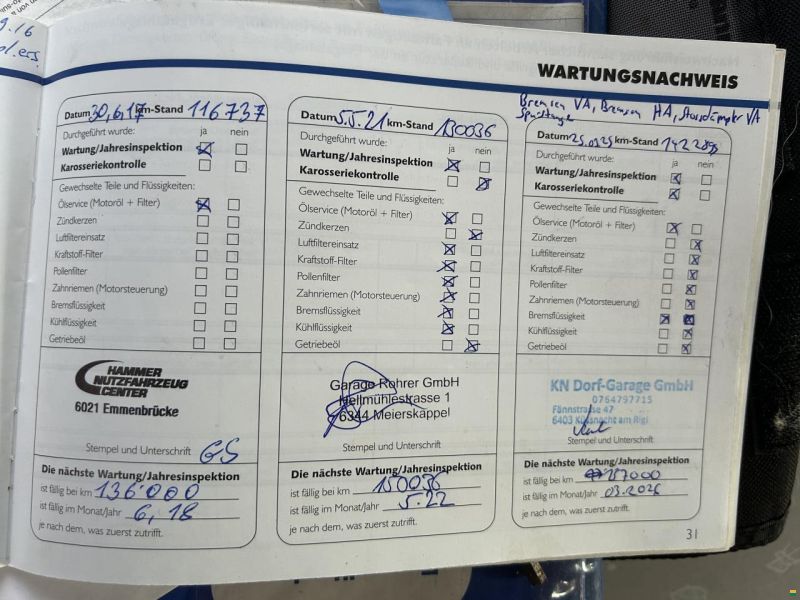 9.16
WARTUNGSNACHWEIS
Datum 30,6,17 km-Stand 116737
Durchgeführt wurde: ja nein
Wartung/Jahresinspektion
Karosseriekontrolle
Gewechselte Teile und Flüssigkeiten:
Ölservice (Motoröl + Filter)
Zündkerzen
Luftfiltereinsatz
Kraftstoff-Filter
Pollenfilter
Zahnriemen (Motorsteuerung)
Bremsflüssigkeit
Kühlflüssigkeit
Getriebeöl
HAMMER
NUTZFAHRZEUG
CENTER
6021 Emmenbrücke
Stempel und Unterschrift GS
Die nächste Wartung/Jahresinspektion
ist fällig bei km 136'000
ist fällig im Monat/Jahr 6, 18
je nach dem, was zuerst zutrifft.
Datum 5.5.21 km-Stand 130036
Durchgeführt wurde: ja nein
Wartung/Jahresinspektion
Karosseriekontrolle
Gewechselte Teile und Flüssigkeiten:
Ölservice (Motoröl + Filter)
Zündkerzen
Luftfiltereinsatz
Kraftstoff-Filter
Pollenfilter
Zahnriemen (Motorsteuerung)
Bremsflüssigkeit
Kühlflüssigkeit
Getriebeöl
Garage Rohrer GmbH
Meierskappel
Stempel und Unterschrift
Die nächste Wartung/Jahresinspektion
ist fällig bei km 150036
ist fällig im Monat/Jahr 5.22
je nach dem, was zuerst zutrifft.
Bremsen VA, Bremsen HA, Stossdämpfer VA
Spurstangen
Datum km-Stand
Durchgeführt wurde: ja nein
Wartung/Jahresinspektion
Karosseriekontrolle
Gewechselte Teile und Flüssigkeiten:
Ölservice (Motoröl + Filter)
Zündkerzen
Luftfiltereinsatz
Kraftstoff-Filter
Pollenfilter
Zahnriemen (Motorsteuerung)
Bremsflüssigkeit
Kühlflüssigkeit
Getriebeöl
KN Dorf-Garage GmbH
0764797715
Fännstrasse 47
6403 Küssnacht am Rigi
Stempel und Unterschrift
Die nächste Wartung/Jahresinspektion
ist fällig bei km
ist fällig im Monat/Jahr 03.2026
je nach dem, was zuerst zutrifft.
31